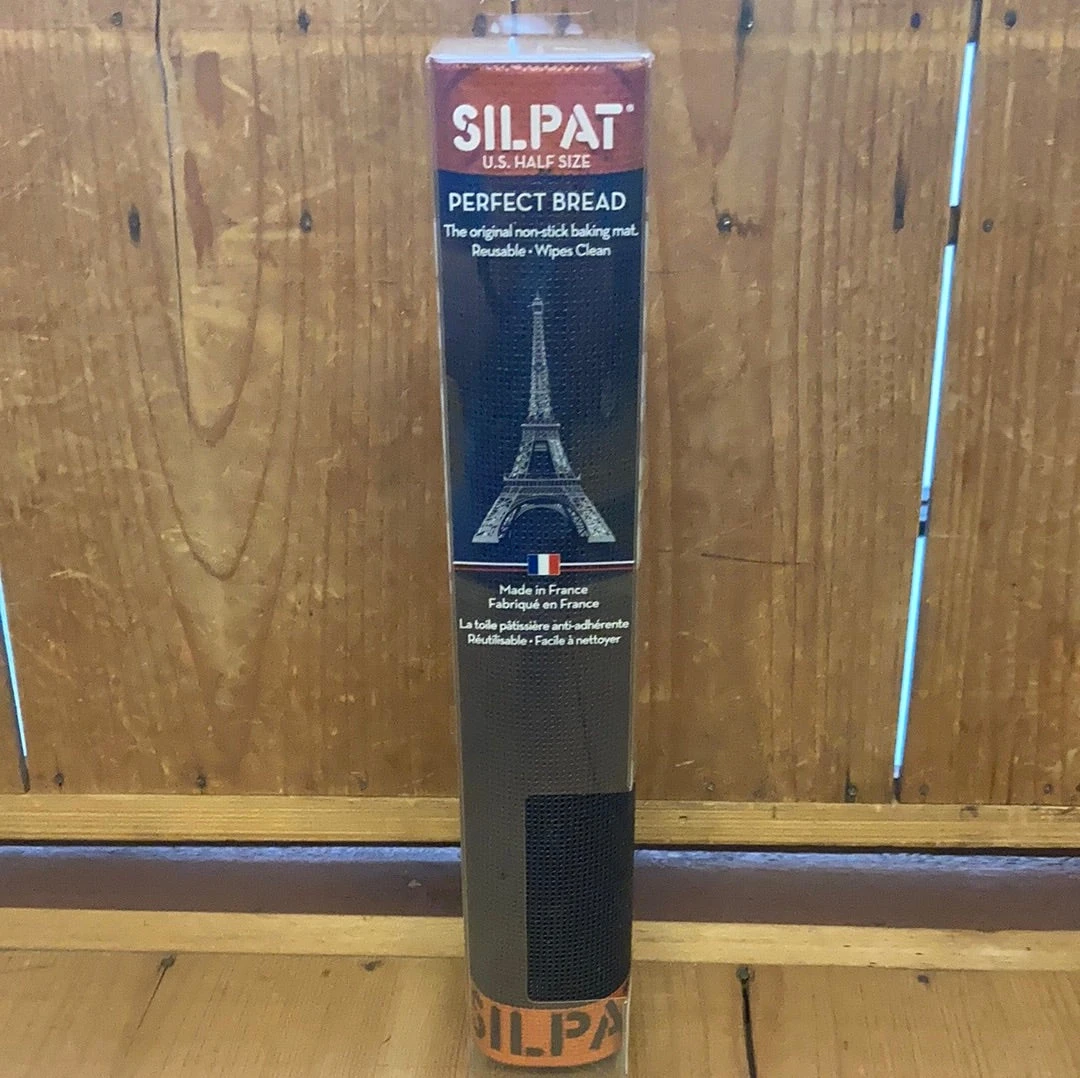 SILPAT®
U.S. HALF SIZE
PERFECT BREAD
The original non-stick baking mat.
Reusable • Wipes Clean
Made in France
Fabriqué en France
La toile pâtissière anti-adhérente
Réutilisable • Facile à nettoyer
SILPA